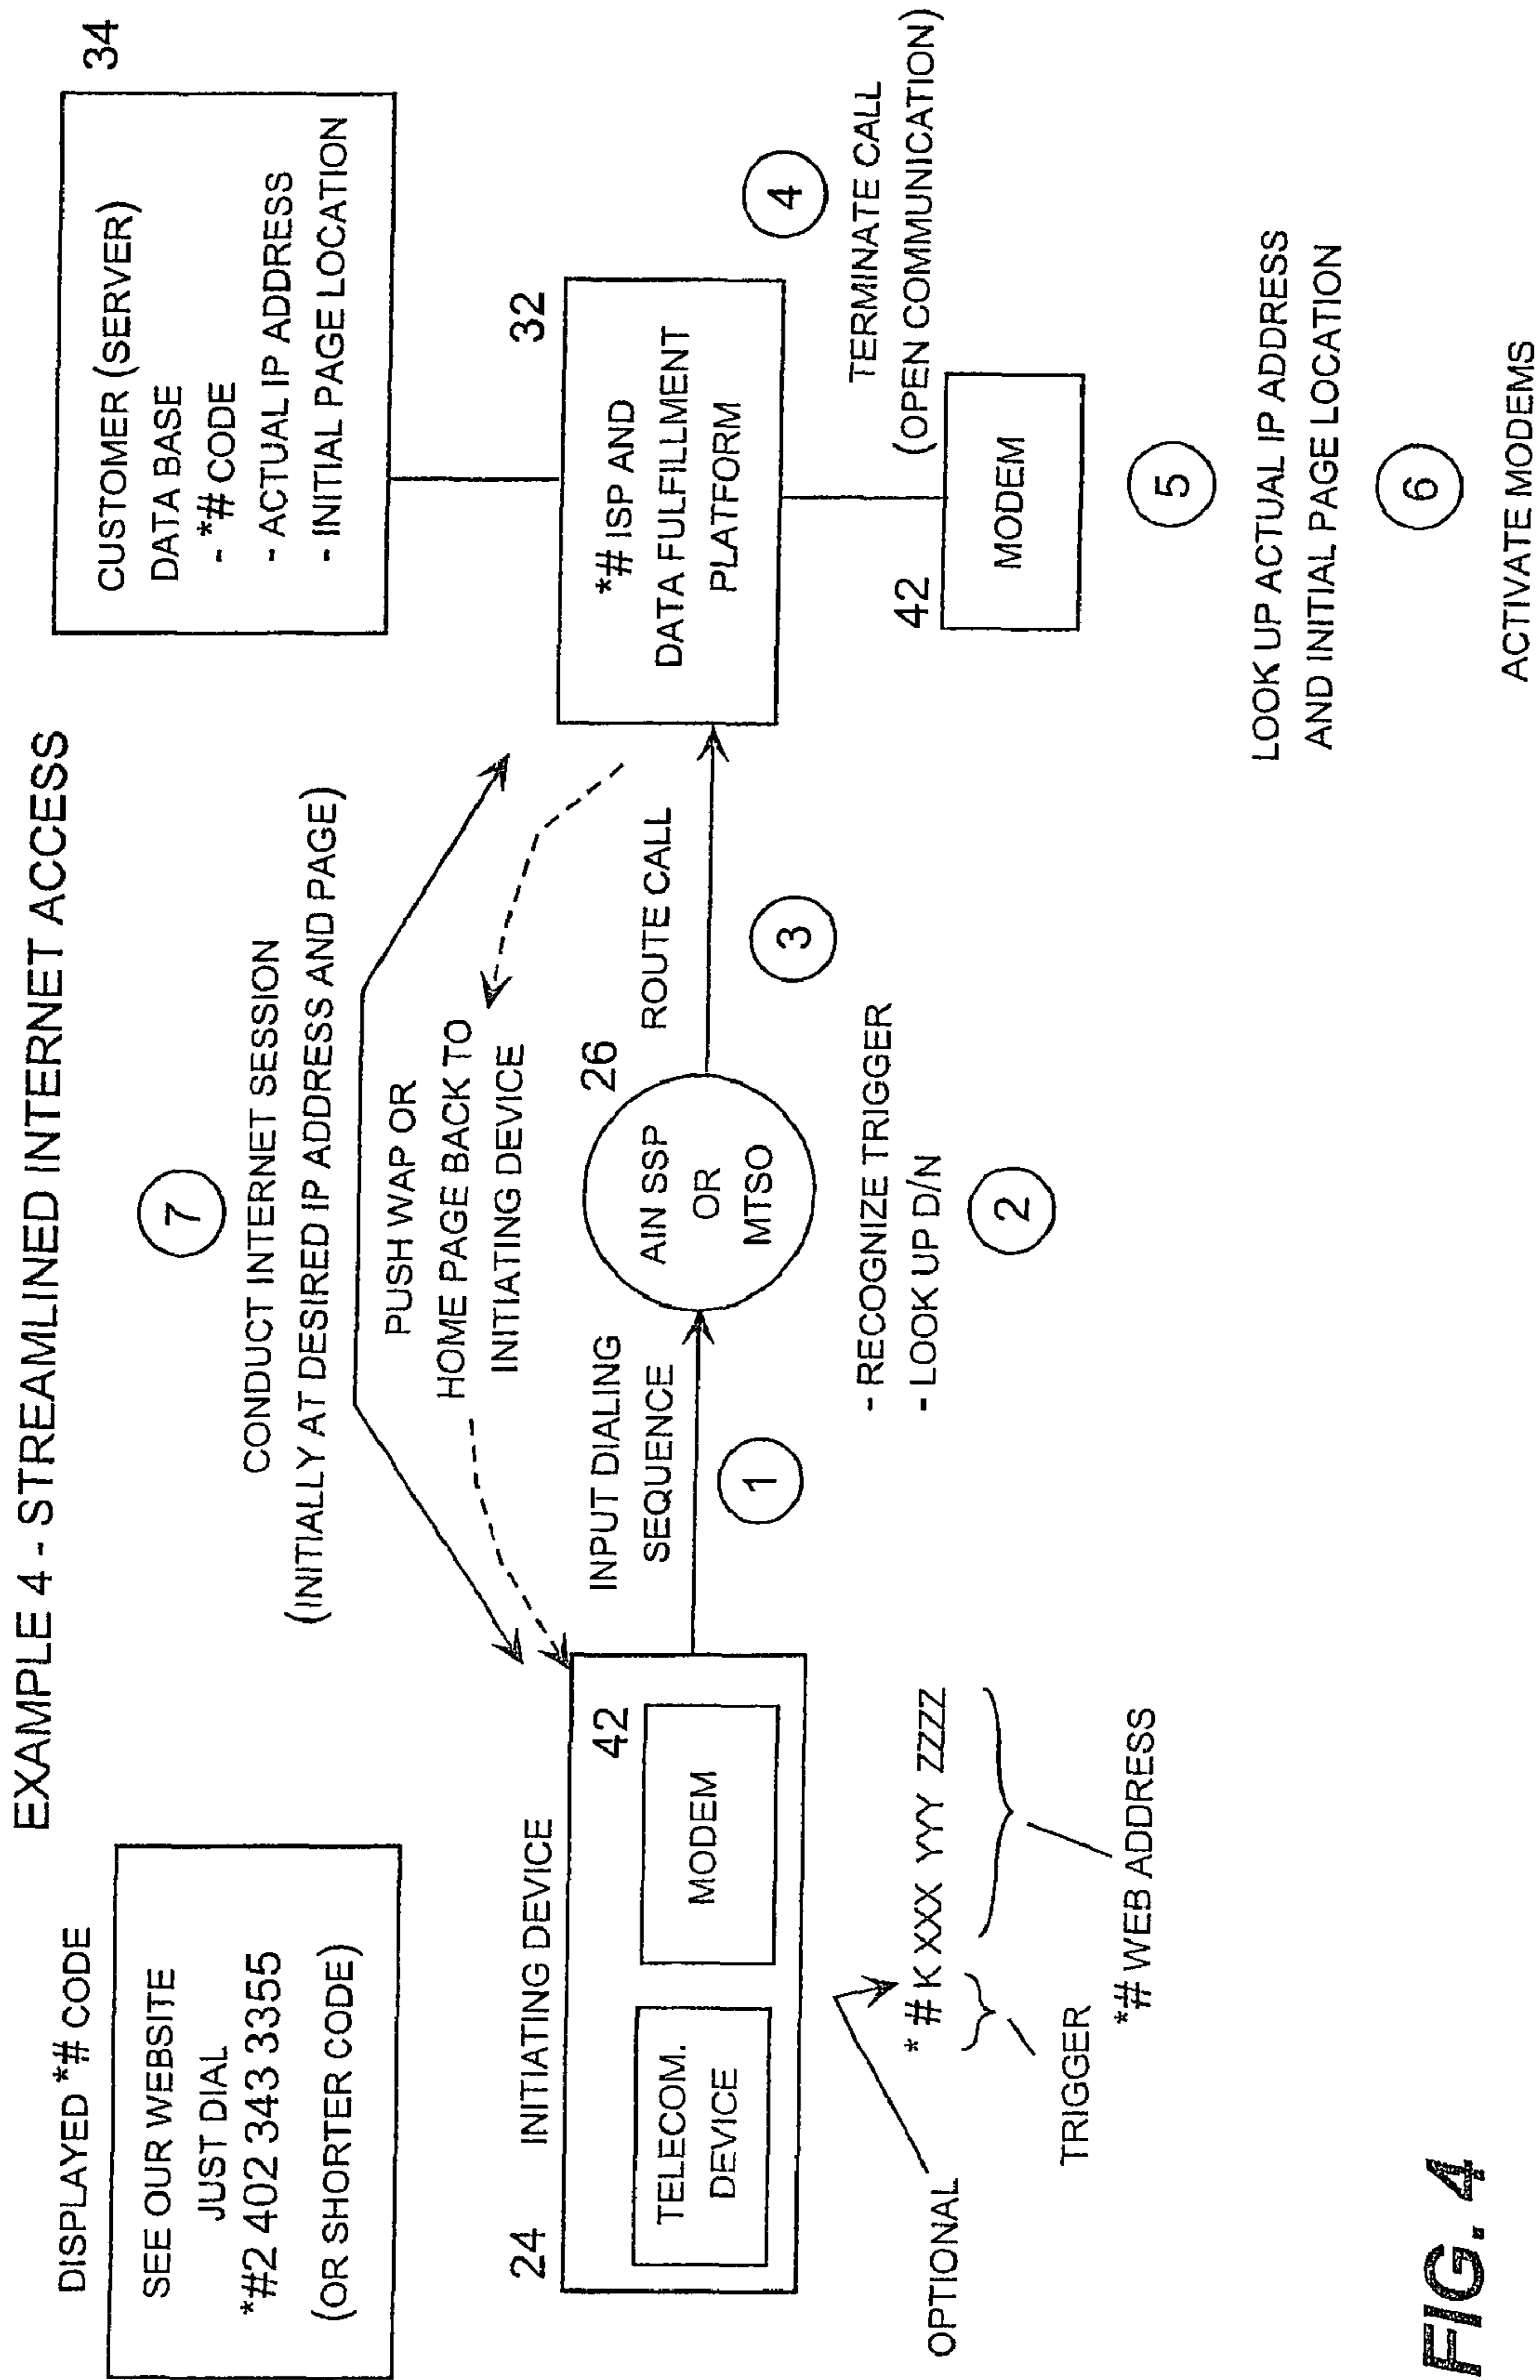 EXAMPLE 4 - STREAMLINED INTERNET ACCESS
DISPLAYED *# CODE
SEE OUR WEBSITE
JUST DIAL
*#2 402 343 3355
(OR SHORTER CODE)
7
CONDUCT INTERNET SESSION
(INITIALLY AT DESIRED IP ADDRESS AND PAGE)
PUSH WAP OR
HOME PAGE BACK TO
INITIATING DEVICE
34
CUSTOMER (SERVER)
DATA BASE
- *# CODE
- ACTUAL IP ADDRESS
- INITIAL PAGE LOCATION
24
INITIATING DEVICE
TELECOM.
DEVICE
42
MODEM
INPUT DIALING
SEQUENCE
1
26
AIN SSP
OR
MTSO
ROUTE CALL
3
32
*# ISP AND
DATA FULFILLMENT
PLATFORM
4
TERMINATE CALL
(OPEN COMMUNICATION)
- RECOGNIZE TRIGGER
- LOOK UP D/N
2
42
MODEM
OPTIONAL
* # K XXX YYY ZZZZ
TRIGGER
*# WEB ADDRESS
5
LOOK UP ACTUAL IP ADDRESS
AND INITIAL PAGE LOCATION
6
ACTIVATE MODEMS
FIG. 4